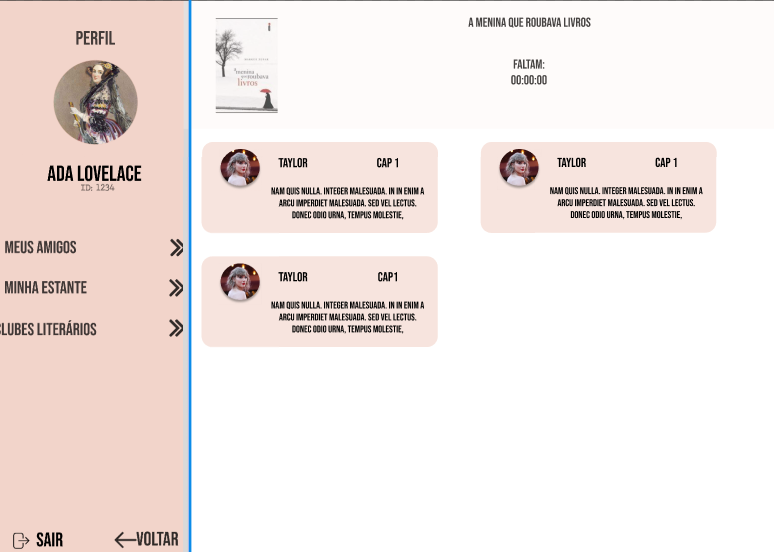 PERFIL
ADA LOVELACE
ID: 1234
MEUS AMIGOS
MINHA ESTANTE
CLUBES LITERÁRIOS
SAIR
VOLTAR
A menina que roubava livros
A MENINA QUE ROUBAVA LIVROS
FALTAM:
00:00:00
TAYLOR CAP 1
NAM QUIS NULLA. INTEGER MALESUADA. IN IN ENIM A
ARCU IMPERDIET MALESUADA. SED VEL LECTUS.
DONEC ODIO URNA, TEMPUS MOLESTIE,
TAYLOR CAP 1
NAM QUIS NULLA. INTEGER MALESUADA. IN IN ENIM A
ARCU IMPERDIET MALESUADA. SED VEL LECTUS.
DONEC ODIO URNA, TEMPUS MOLESTIE,
TAYLOR CAP1
NAM QUIS NULLA. INTEGER MALESUADA. IN IN ENIM A
ARCU IMPERDIET MALESUADA. SED VEL LECTUS.
DONEC ODIO URNA, TEMPUS MOLESTIE,